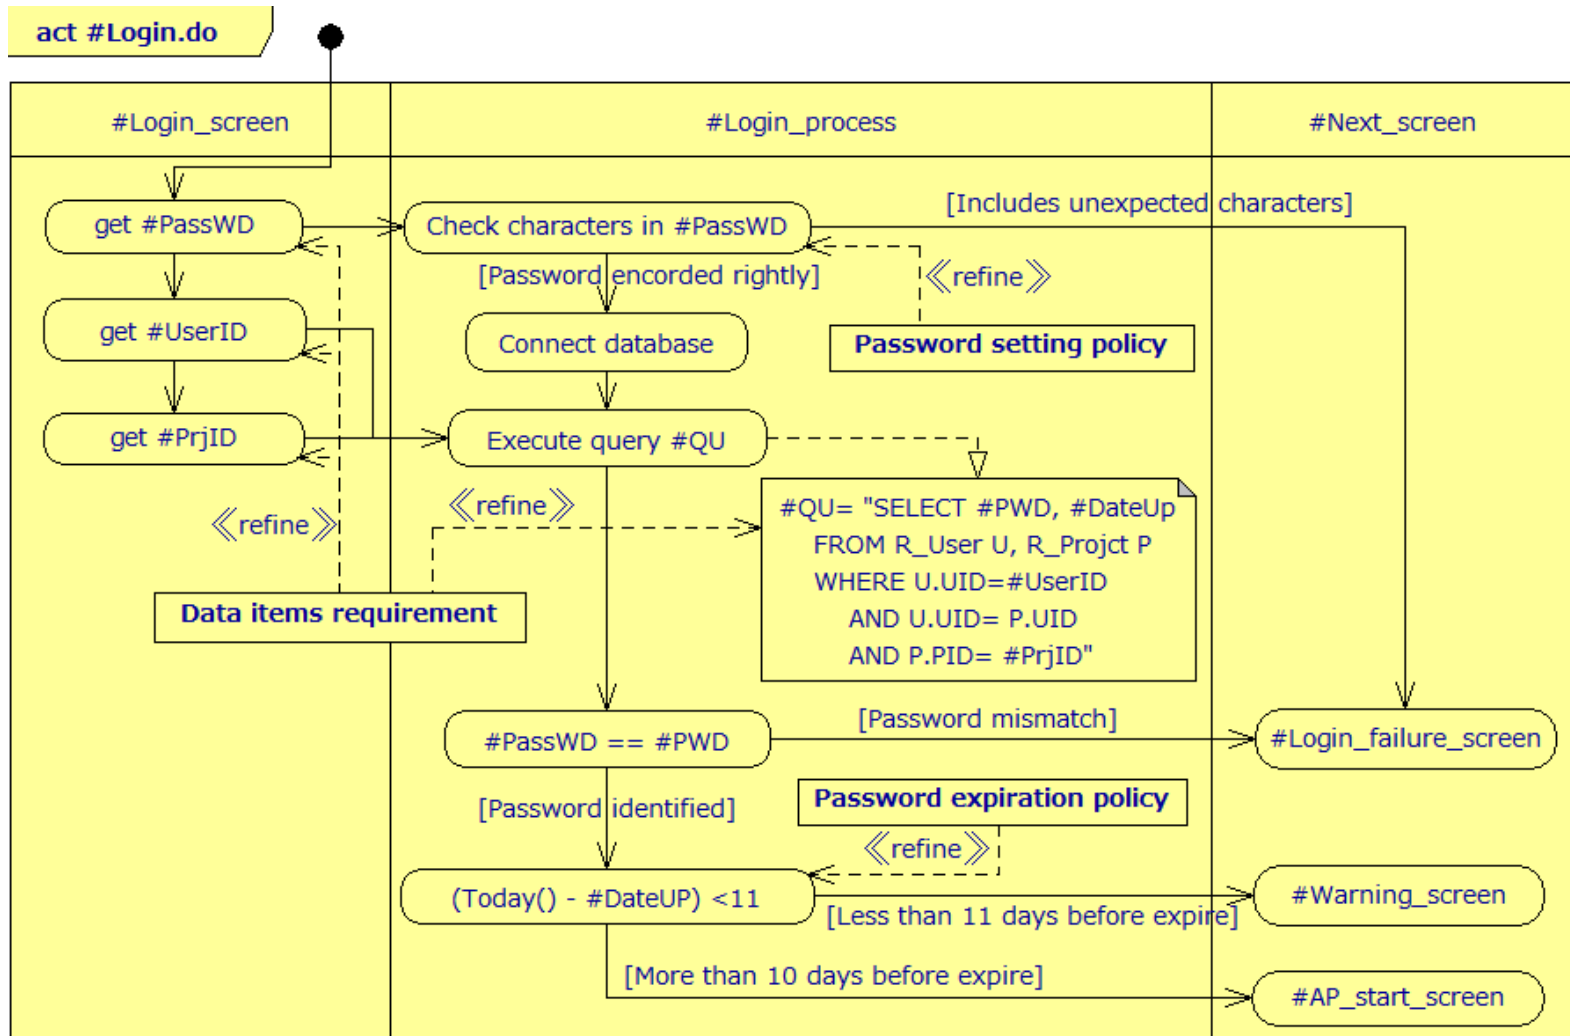 act #Login.do
#Login_screen
#Login_process
#Next_screen
get #PassWD
Check characters in #PassWD
[Includes unexpected characters]
[Password encorded rightly]
≪refine≫
get #UserID
Connect database
Password setting policy
get #PrjID
Execute query #QU
≪refine≫
≪refine≫
#QU= "SELECT #PWD, #DateUp
FROM R_User U, R_Projct P
WHERE U.UID=#UserID
AND U.UID= P.UID
AND P.PID= #PrjID"
Data items requirement
#PassWD == #PWD
[Password mismatch]
#Login_failure_screen
[Password identified]
Password expiration policy
≪refine≫
(Today() - #DateUP) <11
[Less than 11 days before expire]
#Warning_screen
[More than 10 days before expire]
#AP_start_screen